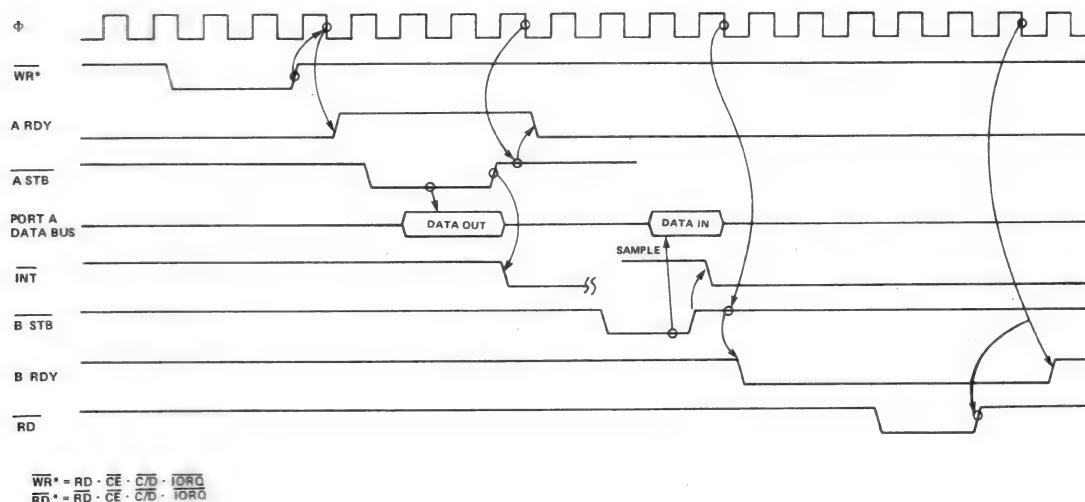 Φ
WR*
A RDY
A STB
PORT A
DATA BUS
DATA OUT
DATA IN
SAMPLE
INT
B STB
B RDY
RD
WR* = RD · CE · C/D · IORQ
RD* = RD · CE · C/D · IORQ